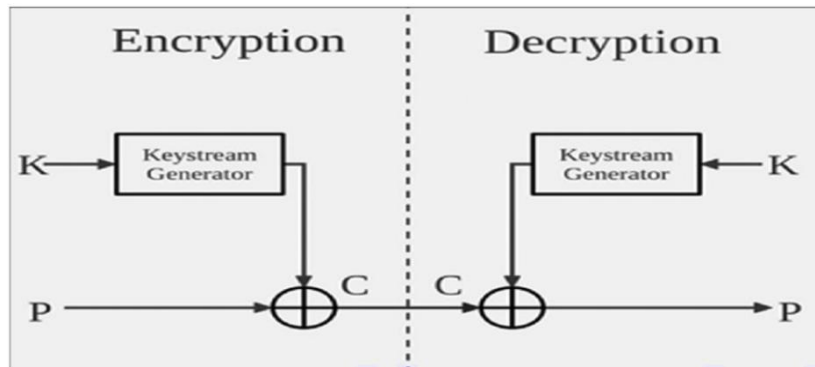 Encryption
Decryption
K
Keystream
Generator
Keystream
Generator
K
P
C
C
P